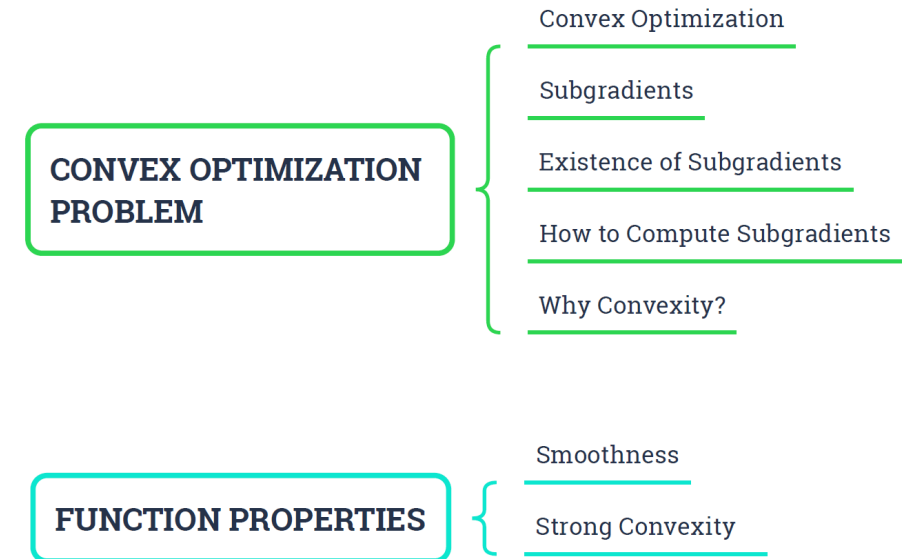 CONVEX OPTIMIZATION
PROBLEM
Convex Optimization
Subgradients
Existence of Subgradients
How to Compute Subgradients
Why Convexity?
FUNCTION PROPERTIES
Smoothness
Strong Convexity